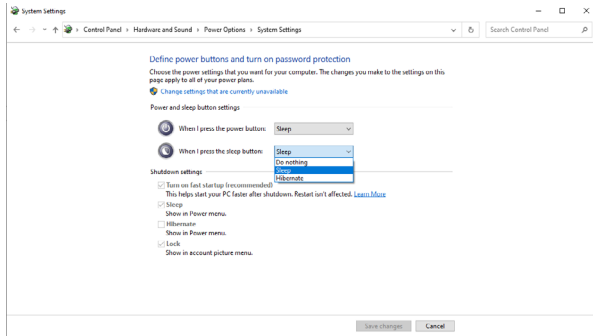 System Settings
Control Panel > Hardware and Sound > Power Options > System Settings
Search Control Panel
Define power buttons and turn on password protection
Choose the power settings that you want for your computer. The changes you make to the settings on this
page apply to all of your power plans.
Change settings that are currently unavailable
Power and sleep button settings
When I press the power button: Sleep
When I press the sleep button: Sleep
Do nothing
Sleep
Hibernate
Shutdown settings
Turn on fast startup (recommended)
This helps start your PC faster after shutdown. Restart isn't affected. Learn More
Sleep
Show in Power menu.
Hibernate
Show in Power menu.
Lock
Show in account picture menu.
Save changes Cancel